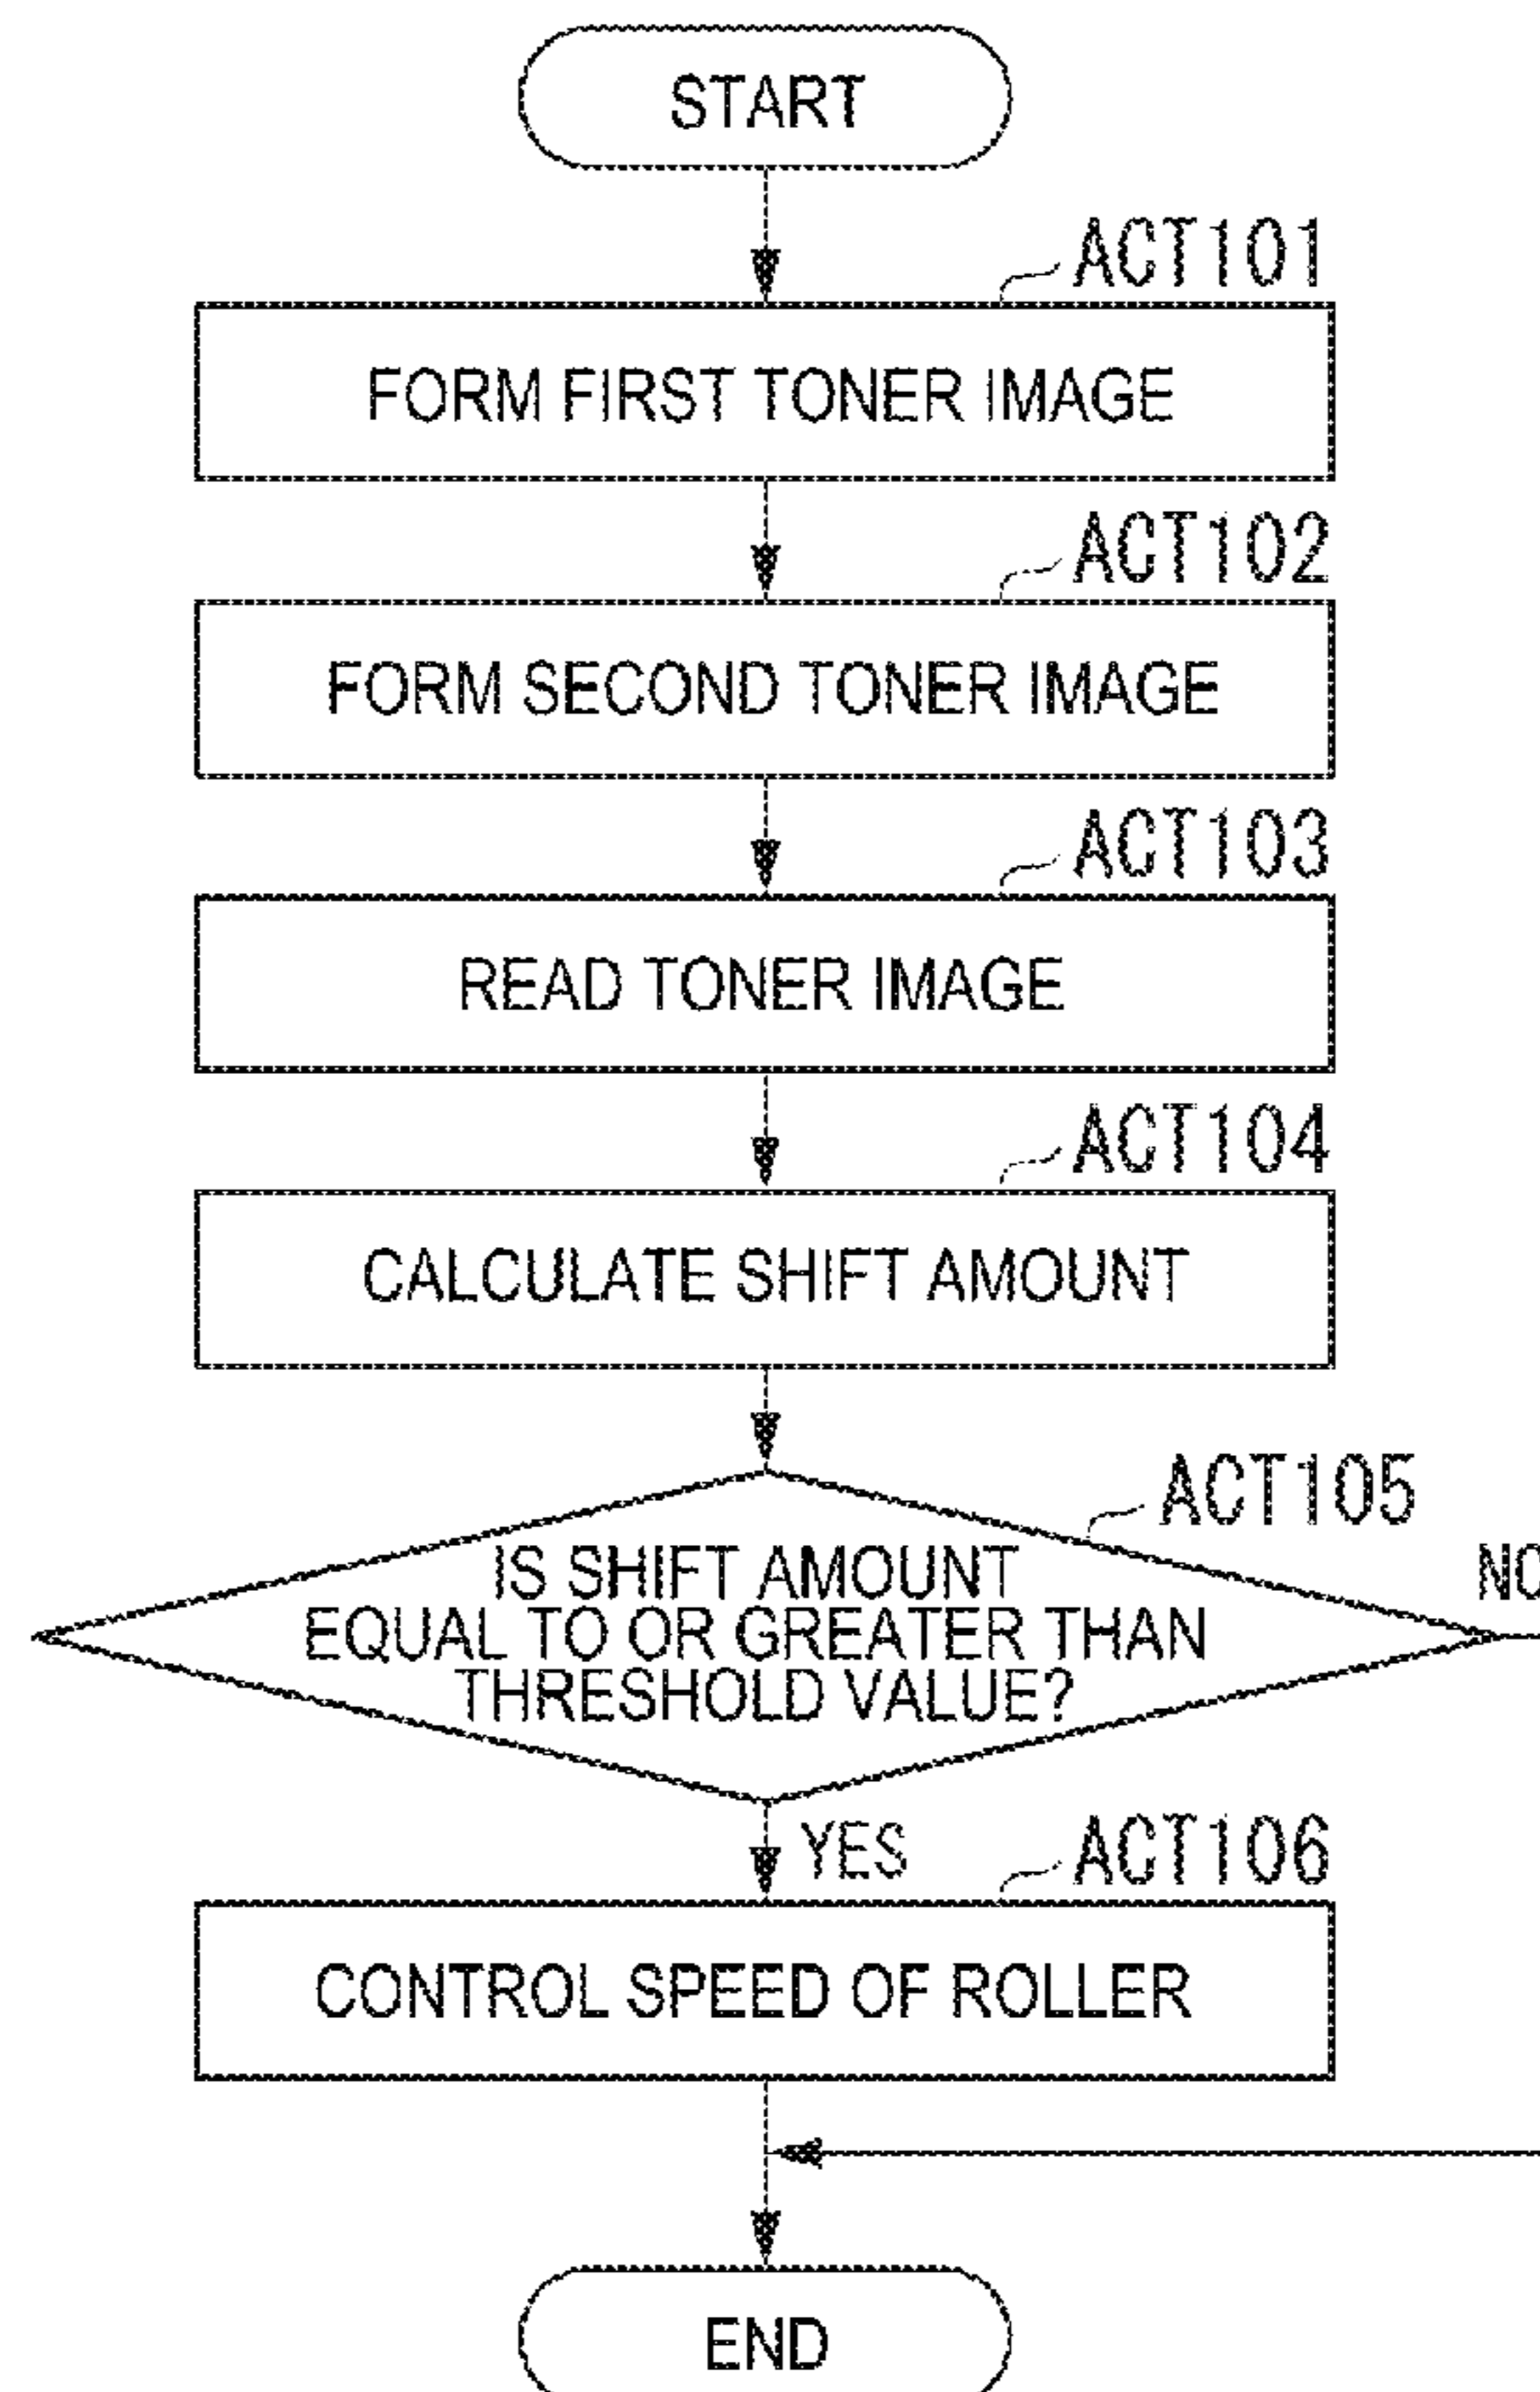 START
ACT101
FORM FIRST TONER IMAGE
ACT102
FORM SECOND TONER IMAGE
ACT103
READ TONER IMAGE
ACT104
CALCULATE SHIFT AMOUNT
ACT105
IS SHIFT AMOUNT
EQUAL TO OR GREATER THAN
THRESHOLD VALUE?
NO
YES
ACT106
CONTROL SPEED OF ROLLER
END